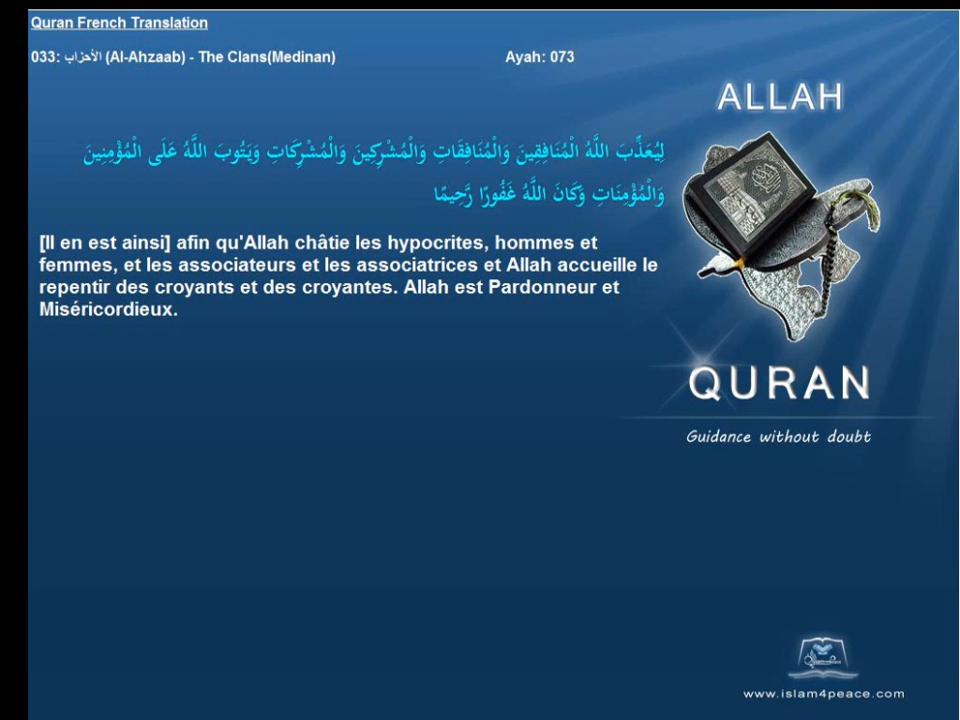 Quran French Translation
033: الأحزاب (Al-Ahzaab) - The Clans(Medinan) Ayah: 073
ALLAH
لِيُعَذِّبَ اللَّهُ الْمُنَافِقِينَ وَالْمُنَافِقَاتِ وَالْمُشْرِكِينَ وَالْمُشْرِكَاتِ وَيَتُوبَ اللَّهُ عَلَى الْمُؤْمِنِينَ
وَالْمُؤْمِنَاتِ وَكَانَ اللَّهُ غَفُورًا رَّحِيمًا
[Il en est ainsi] afin qu'Allah châtie les hypocrites, hommes et
femmes, et les associateurs et les associatrices et Allah accueille le
repentir des croyants et des croyantes. Allah est Pardonneur et
Miséricordieux.
QURAN
Guidance without doubt
www.islam4peace.com